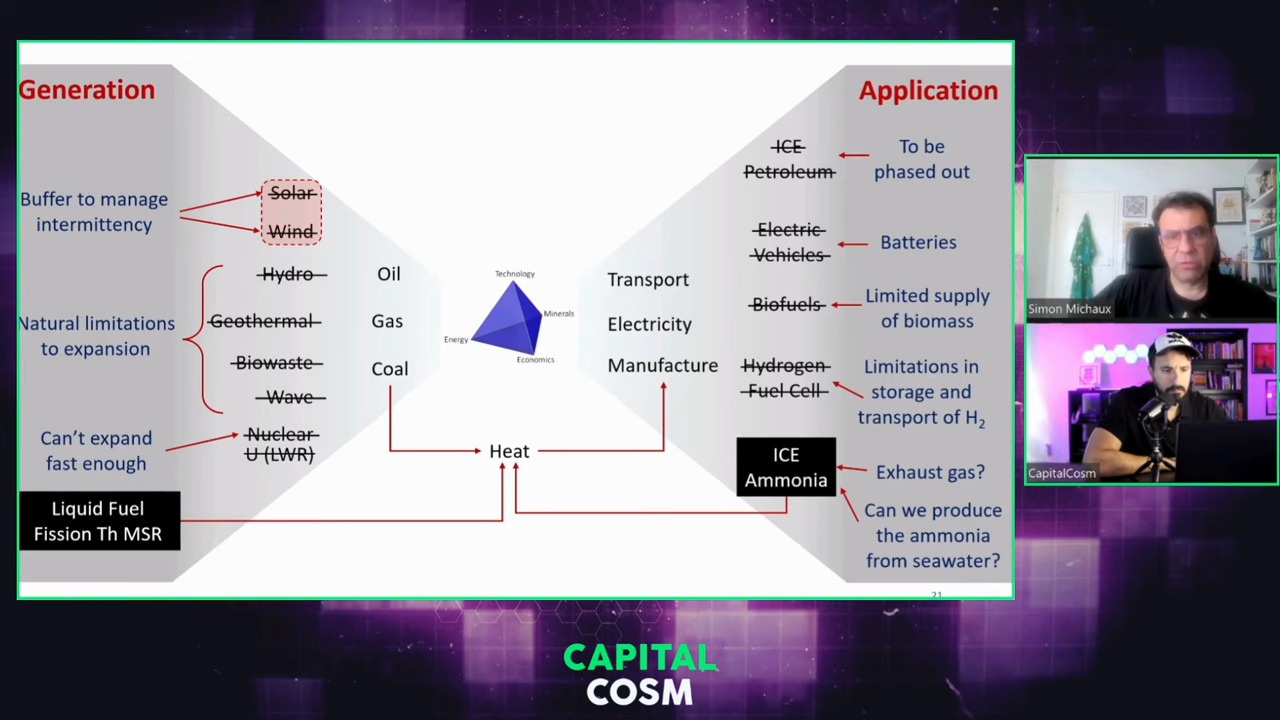 Generation
Application
Buffer to manage
intermittency
Solar
Wind
Natural limitations
to expansion
Hydro
Geothermal
Biowaste
Wave
Can't expand
fast enough
Nuclear
U (LWR)
Liquid Fuel
Fission Th MSR
Oil
Gas
Coal
Technology
Minerals
Energy
Economics
Heat
Transport
Electricity
Manufacture
ICE
Petroleum
To be
phased out
Electric
Vehicles
Batteries
Biofuels
Limited supply
of biomass
Hydrogen
Fuel Cell
Limitations in
storage and
transport of H₂
ICE
Ammonia
Exhaust gas?
Can we produce
the ammonia
from seawater?
21
Simon Michaux
CapitalCosm
CAPITAL
COSM